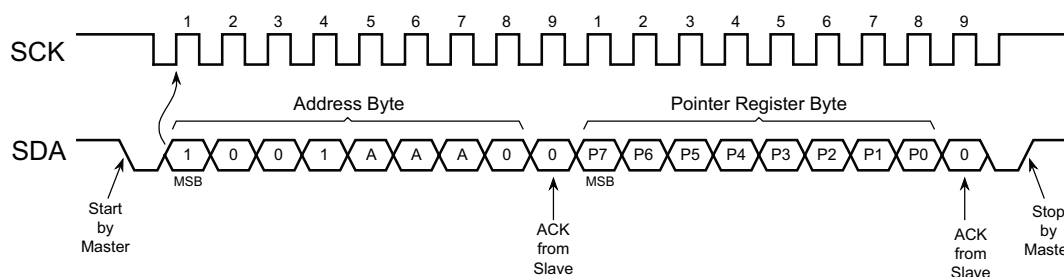 1 2 3 4 5 6 7 8 9 1 2 3 4 5 6 7 8 9
SCK
Address Byte
Pointer Register Byte
SDA
1 0 0 1 A A A 0 0 P7 P6 P5 P4 P3 P2 P1 P0 0
MSB
MSB
Start
by
Master
ACK
from
Slave
ACK
from
Slave
Stop
by
Maste